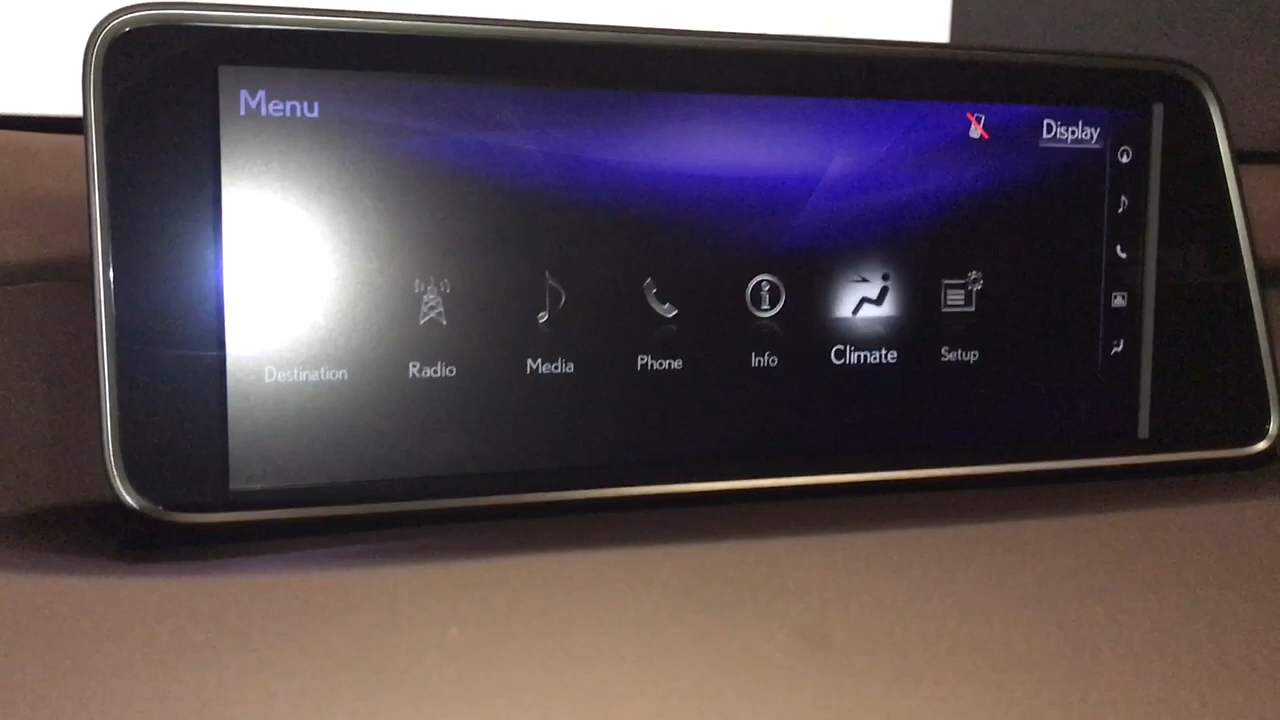 Menu
Display
Destination
Radio
Media
Phone
Info
Climate
Setup